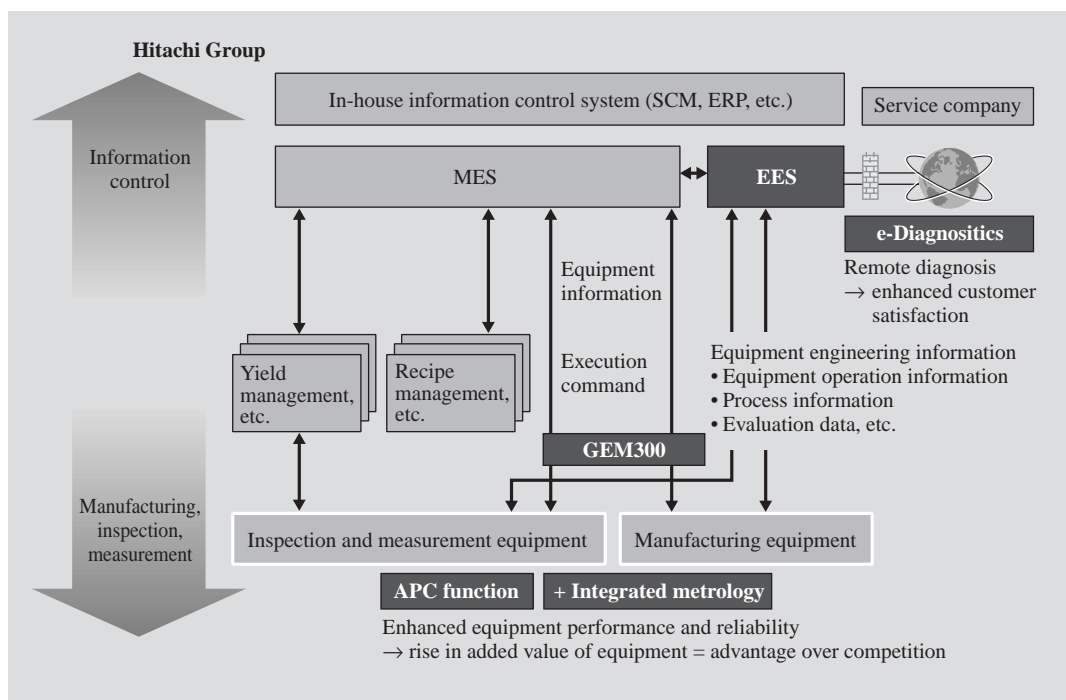 Hitachi Group
In-house information control system (SCM, ERP, etc.)
Service company
Information
control
MES
EES
e-Diagnositics
Remote diagnosis
→ enhanced customer
satisfaction
Equipment
information
Execution
command
Equipment engineering information
• Equipment operation information
• Process information
• Evaluation data, etc.
Yield
management,
etc.
Recipe
management,
etc.
GEM300
Manufacturing,
inspection,
measurement
Inspection and measurement equipment
Manufacturing equipment
APC function
+ Integrated metrology
Enhanced equipment performance and reliability
→ rise in added value of equipment = advantage over competition